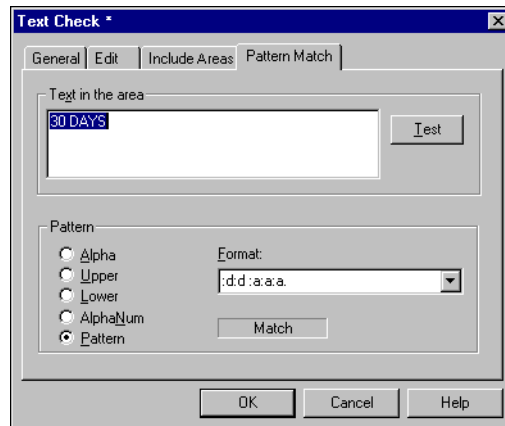 Text Check *
General Edit Include Areas Pattern Match
Text in the area
30 DAYS
Test
Pattern
Alpha
Upper
Lower
AlphaNum
Pattern
Format:
:d:d :a:a:a.
Match
OK Cancel Help